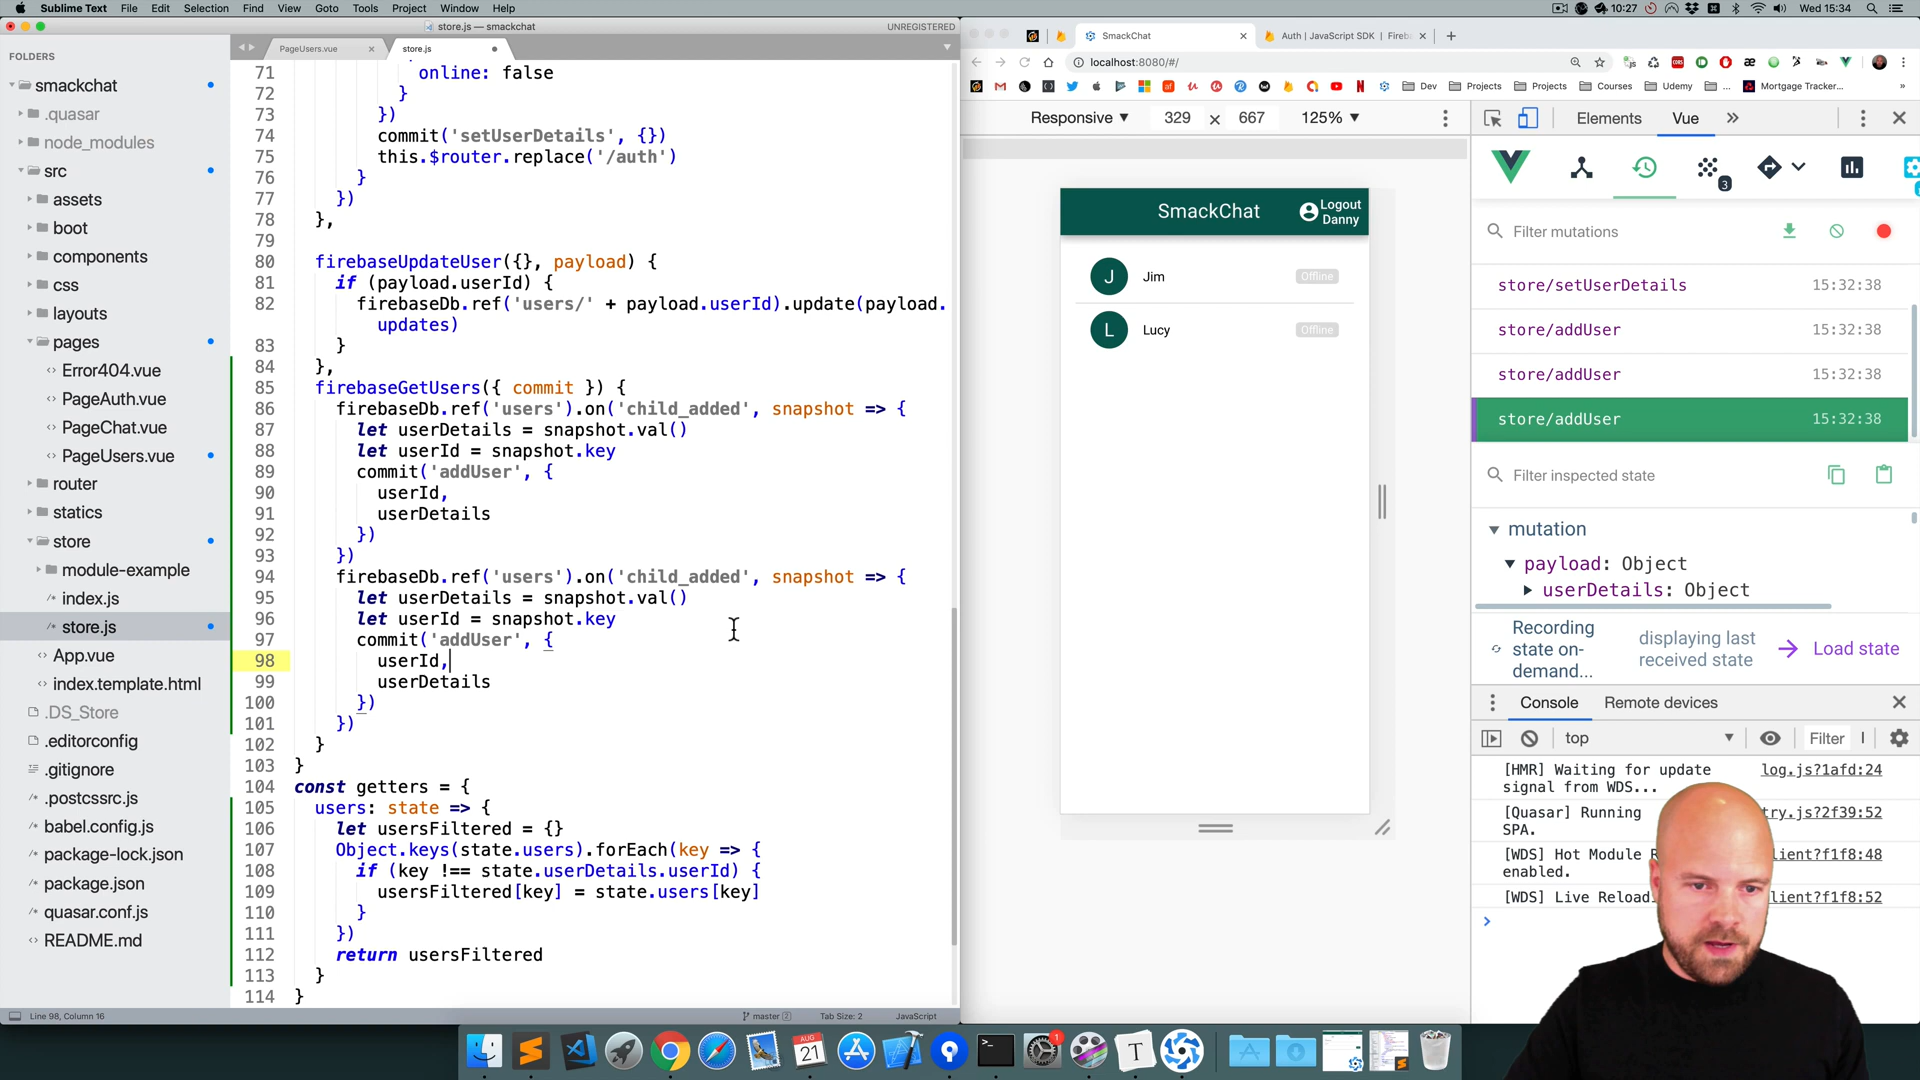 Sublime Text File Edit Selection Find View Goto Tools Project Window Help
10:27 Wed 15:34
store.js — smackchat
UNREGISTERED
FOLDERS
smackchat
.quasar
node_modules
src
assets
boot
components
css
layouts
pages
Error404.vue
PageAuth.vue
PageChat.vue
PageUsers.vue
router
statics
store
module-example
index.js
store.js
App.vue
index.template.html
.DS_Store
.editorconfig
.gitignore
.postcssrc.js
babel.config.js
package-lock.json
package.json
quasar.conf.js
README.md
PageUsers.vue
store.js
71 online: false
72 }
73 })
74 commit('setUserDetails', {})
75 this.$router.replace('/auth')
76 }
77 })
78 },
79
80 firebaseUpdateUser({}, payload) {
81 if (payload.userId) {
82 firebaseDb.ref('users/' + payload.userId).update(payload.
updates)
83 }
84 },
85 firebaseGetUsers({ commit }) {
86 firebaseDb.ref('users').on('child_added', snapshot => {
87 let userDetails = snapshot.val()
88 let userId = snapshot.key
89 commit('addUser', {
90 userId,
91 userDetails
92 })
93 })
94 firebaseDb.ref('users').on('child_added', snapshot => {
95 let userDetails = snapshot.val()
96 let userId = snapshot.key
97 commit('addUser', {
98 userId,
99 userDetails
100 })
101 })
102 }
103 }
104 const getters = {
105 users: state => {
106 let usersFiltered = {}
107 Object.keys(state.users).forEach(key => {
108 if (key !== state.userDetails.userId) {
109 usersFiltered[key] = state.users[key]
110 }
111 })
112 return usersFiltered
113 }
114 }
Line 98, Column 16
master 2
Tab Size: 2
JavaScript
SmackChat
Auth | JavaScript SDK | Fireb
localhost:8080/#/
Dev Projects Projects Courses Udemy ... Mortgage Tracker... »
Responsive 329 × 667 125%
SmackChat
Logout
Danny
J Jim Offline
L Lucy Offline
Elements Vue »
3
Filter mutations
store/setUserDetails 15:32:38
store/addUser 15:32:38
store/addUser 15:32:38
store/addUser 15:32:38
Filter inspected state
mutation
payload: Object
userDetails: Object
Recording
state on-
demand...
displaying last
received state
Load state
Console Remote devices
top Filter
[HMR] Waiting for update log.js?1afd:24
signal from WDS...
[Quasar] Running try.js?2f39:52
SPA.
[WDS] Hot Module R lient?f1f8:48
enabled.
[WDS] Live Reload lient?f1f8:52
AUG
21
1
T